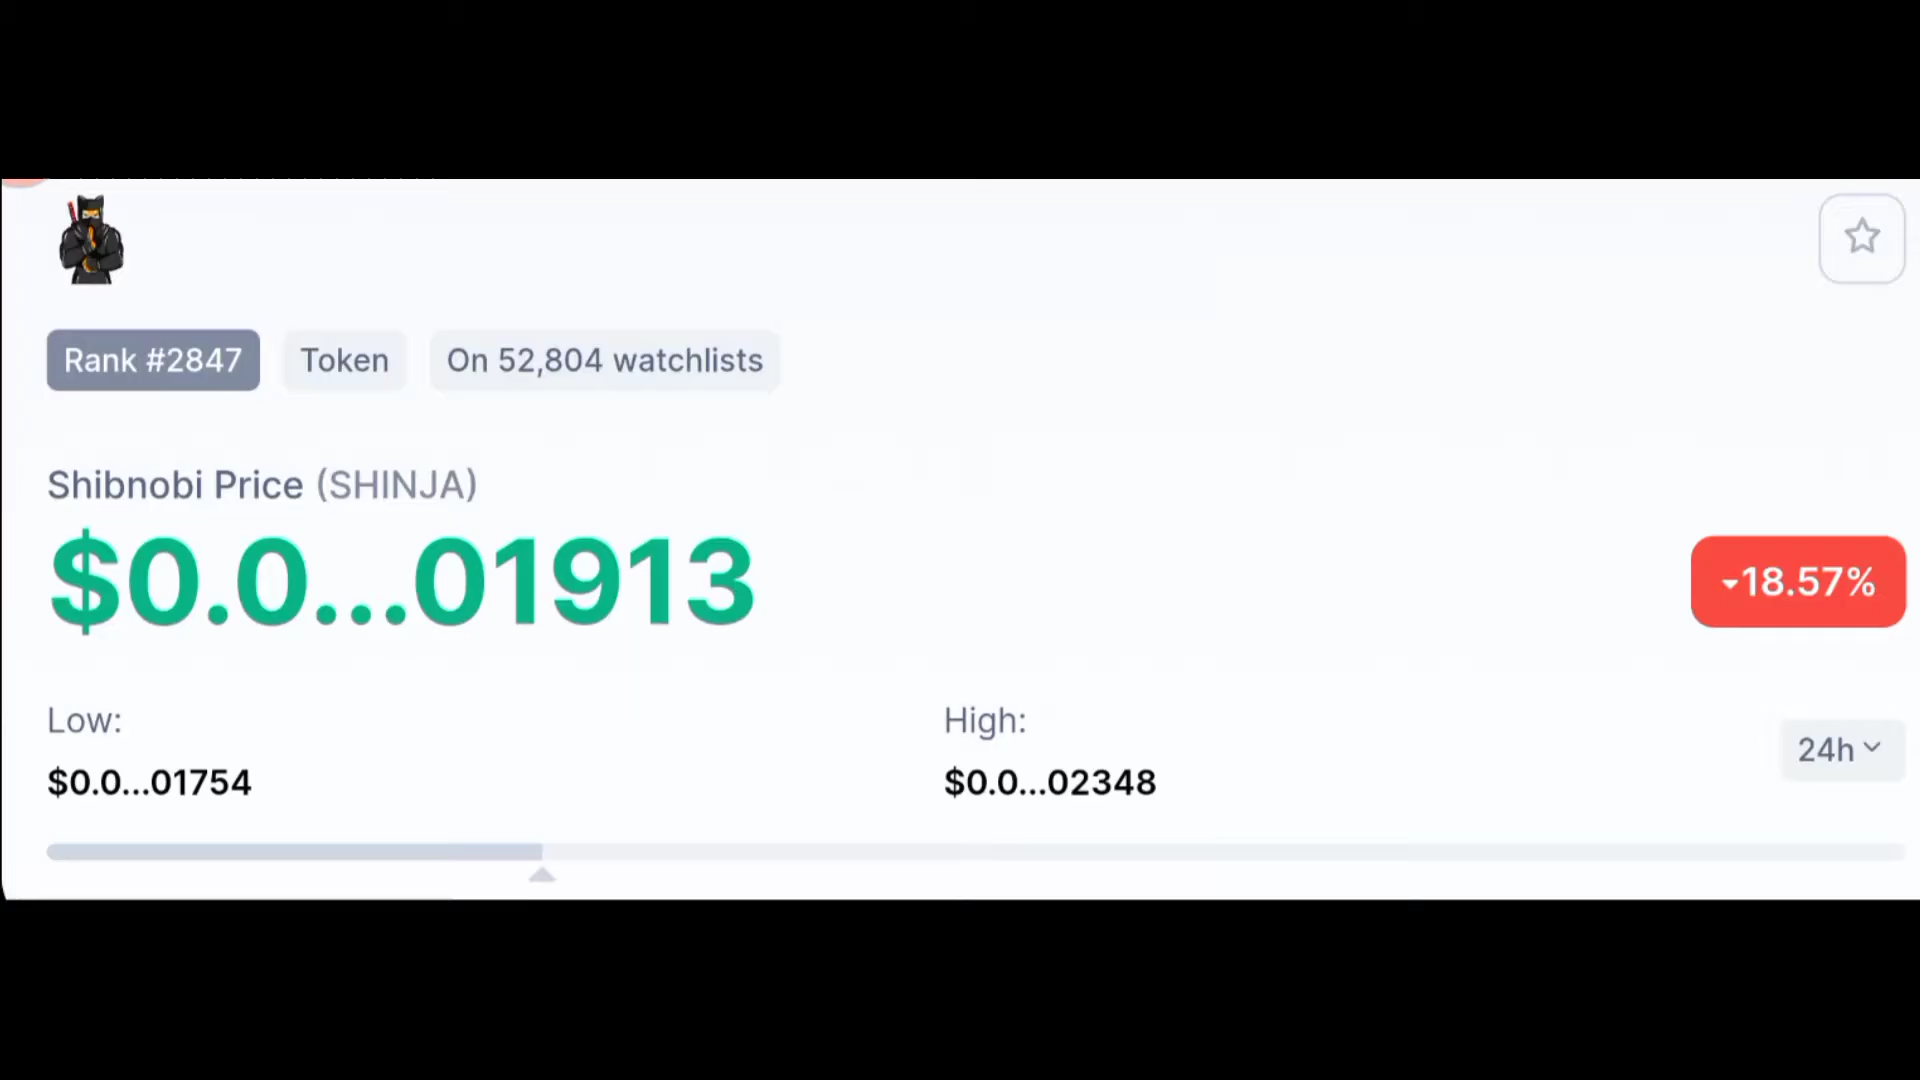 Rank #2847 Token On 52,804 watchlists
Shibnobi Price (SHINJA)
$0.0...01913 18.57%
Low: High:
24h
$0.0...01754 $0.0...02348